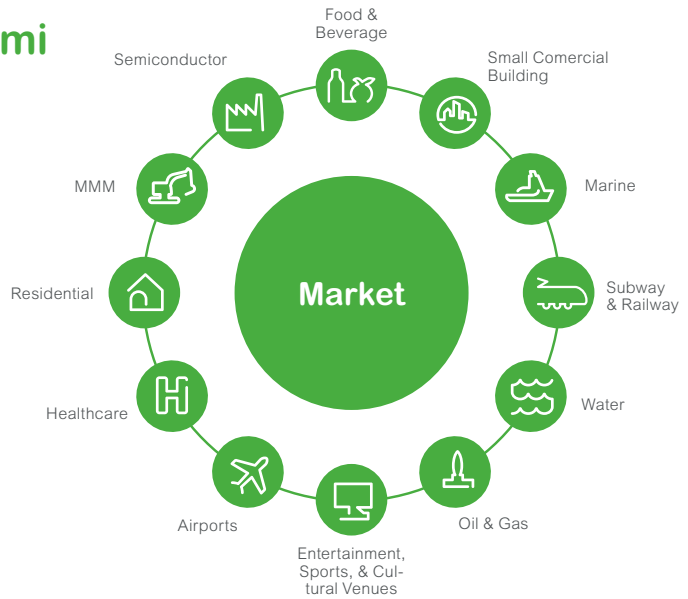 mi
Food &
Beverage
Small Comercial
Building
Semiconductor
MMM
Marine
Market
Residential
Subway
& Railway
Healthcare
Water
Airports
Oil & Gas
Entertainment,
Sports, & Cul-
tural Venues